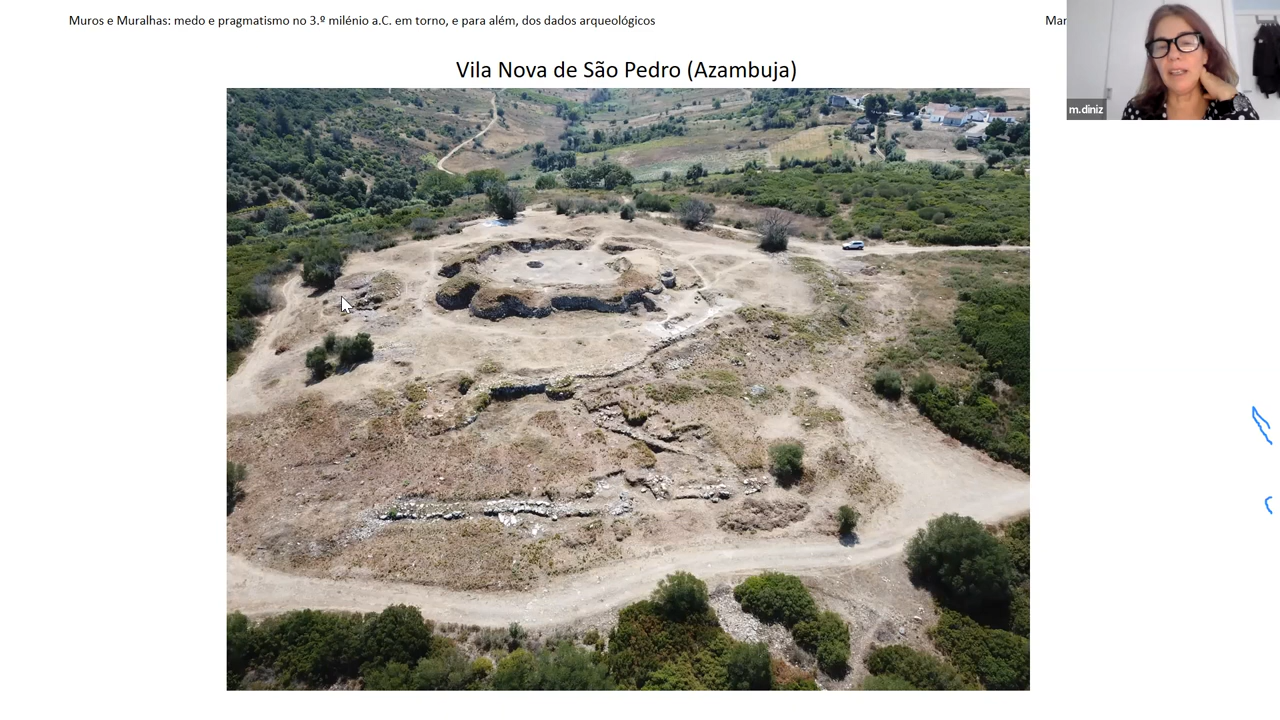 Muros e Muralhas: medo e pragmatismo no 3.º milénio a.C. em torno, e para além, dos dados arqueológicos
Mar
Vila Nova de São Pedro (Azambuja)
m.diniz